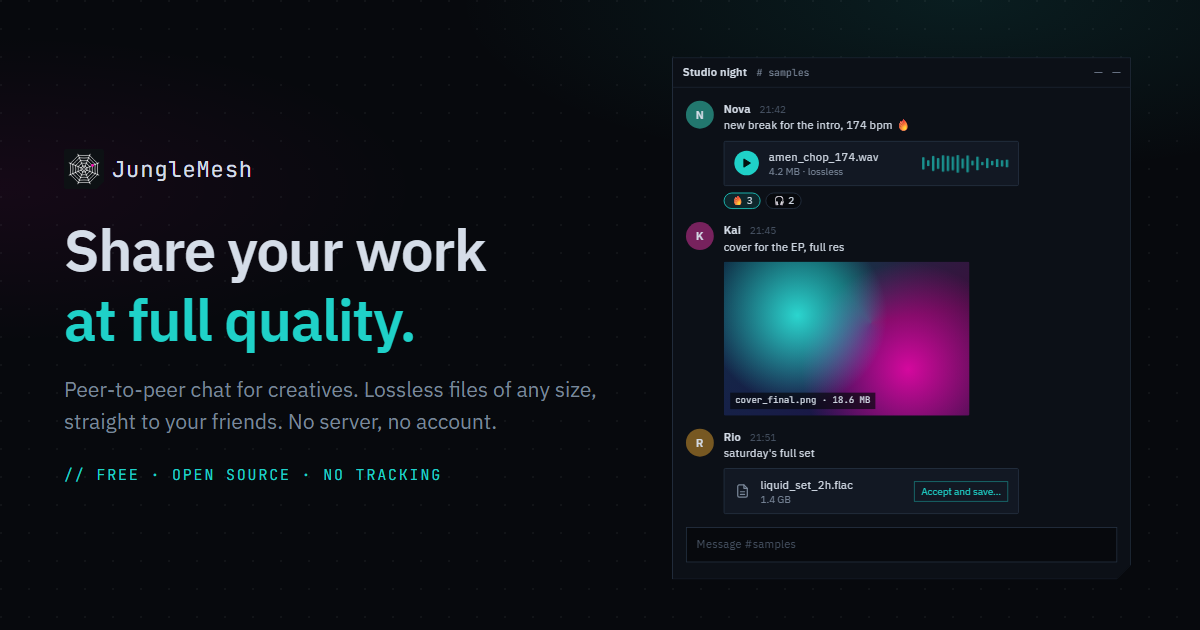 JungleMesh
Share your work
at full quality.
Peer-to-peer chat for creatives. Lossless files of any size,
straight to your friends. No server, no account.
// FREE · OPEN SOURCE · NO TRACKING
Studio night # samples
N Nova 21:42
new break for the intro, 174 bpm 🔥
amen_chop_174.wav
4.2 MB · lossless
🔥 3 🎧 2
K Kai 21:45
cover for the EP, full res
cover_final.png · 18.6 MB
R Rio 21:51
saturday's full set
liquid_set_2h.flac
1.4 GB
Accept and save...
Message #samples